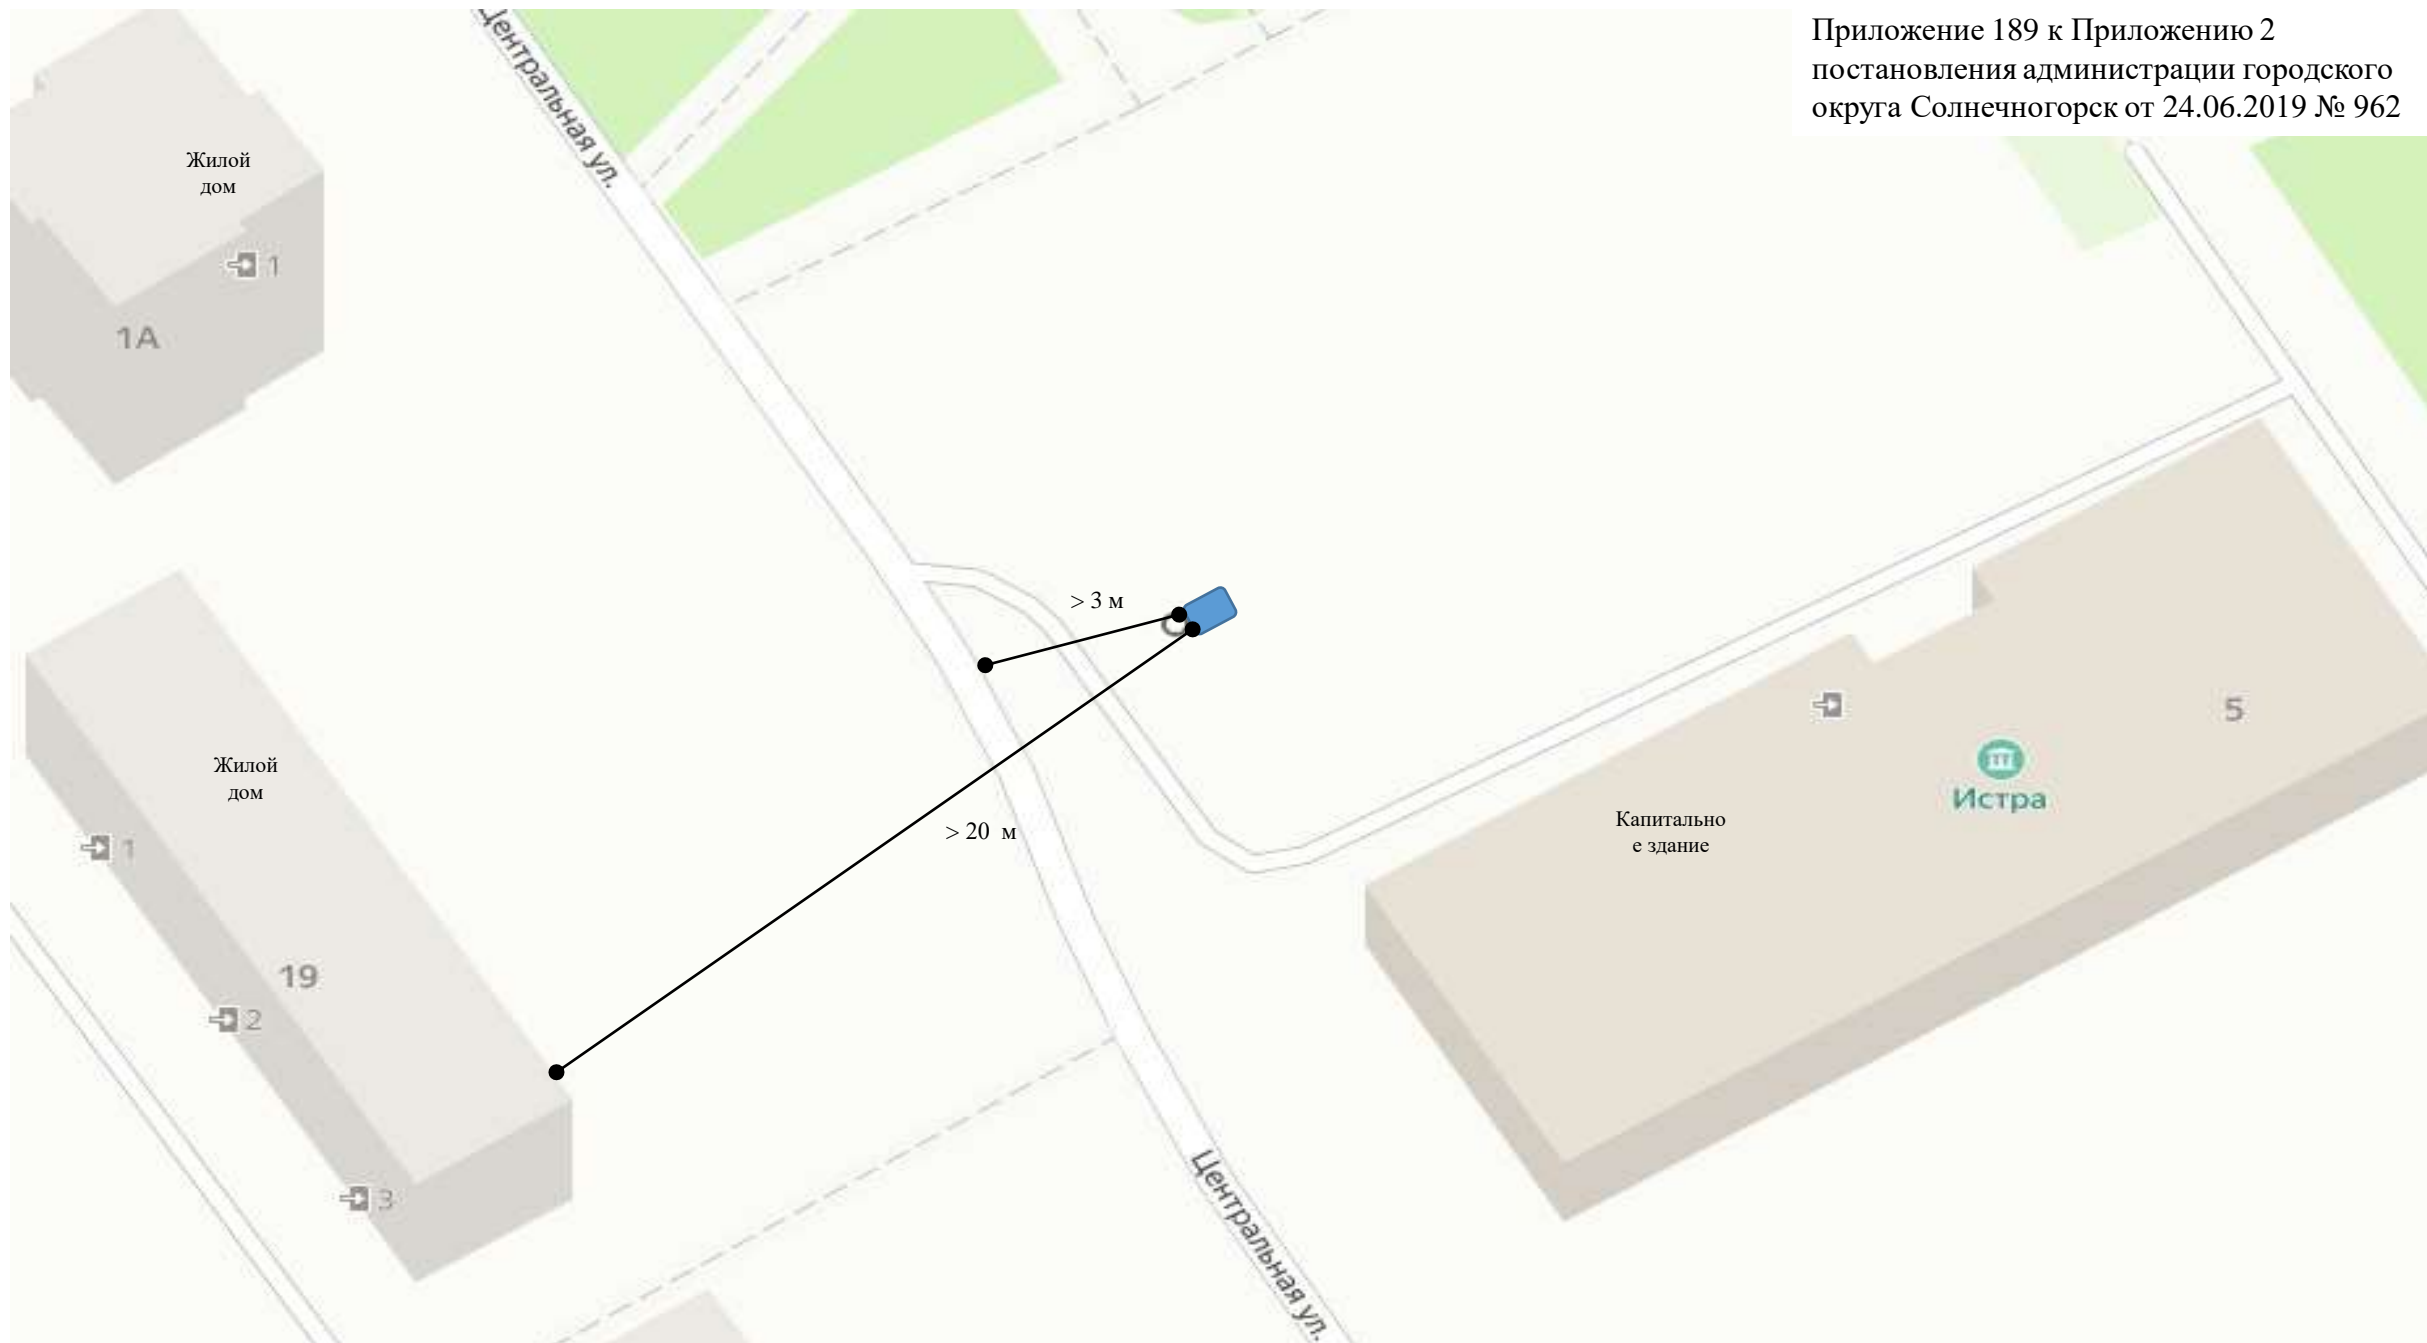 Приложение 189 к Приложению 2
постановления администрации городского
округа Солнечногорск от 24.06.2019 № 962
Центральная ул.
Жилой
дом
1
1А
> 3 м
Жилой
дом
1
19
2
3
> 20 м
5
Истра
Капитально
е здание
Центральная ул.